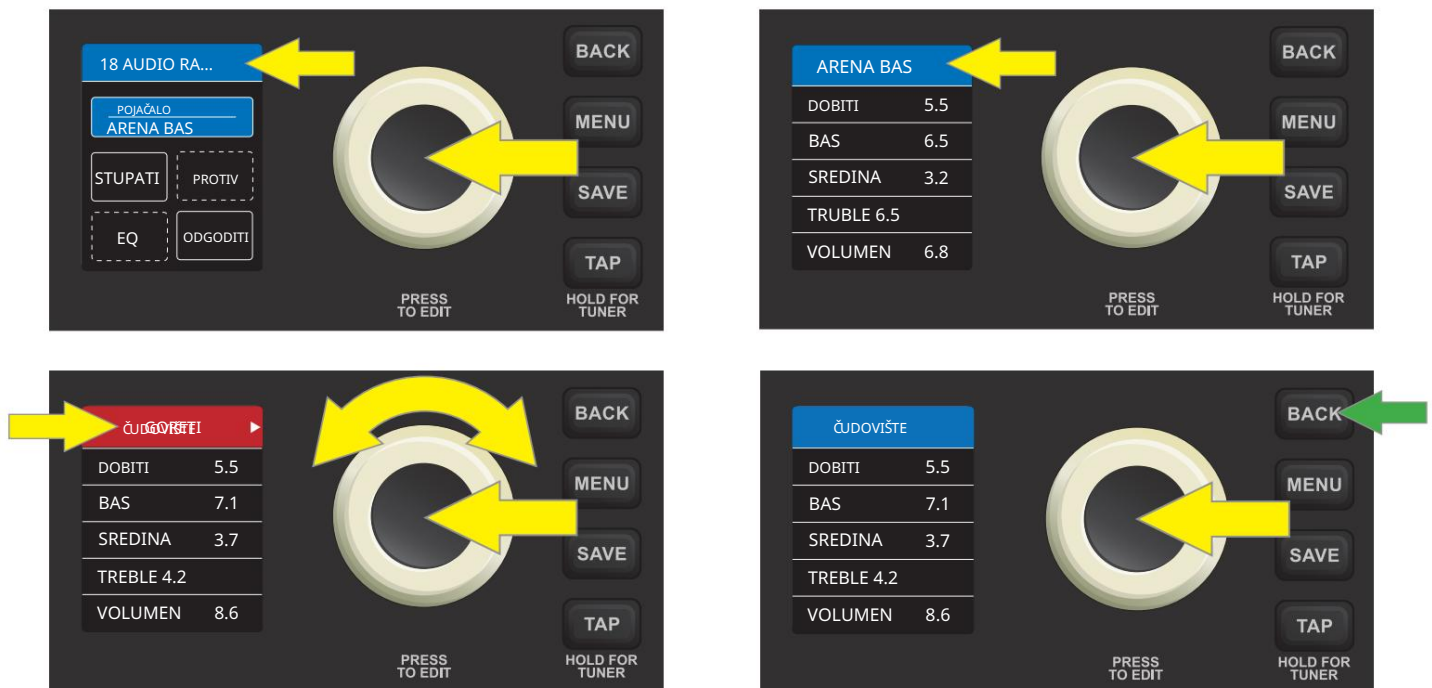 18 AUDIO RA...
POJAČALO
ARENA BAS
STUPATI
PROTIV
EQ
ODGODITI
BACK
MENU
SAVE
TAP
PRESS
TO EDIT
HOLD FOR
TUNER
ARENA BAS
DOBITI 5.5
BAS 6.5
SREDINA 3.2
TRUBLE 6.5
VOLUMEN 6.8
BACK
MENU
SAVE
TAP
PRESS
TO EDIT
HOLD FOR
TUNER
ČUDOVIŠTE
DOBITI 5.5
BAS 7.1
SREDINA 3.7
TREBLE 4.2
VOLUMEN 8.6
BACK
MENU
SAVE
TAP
PRESS
TO EDIT
HOLD FOR
TUNER
ČUDOVIŠTE
DOBITI 5.5
BAS 7.1
SREDINA 3.7
TREBLE 4.2
VOLUMEN 8.6
BACK
MENU
SAVE
TAP
PRESS
TO EDIT
HOLD FOR
TUNER